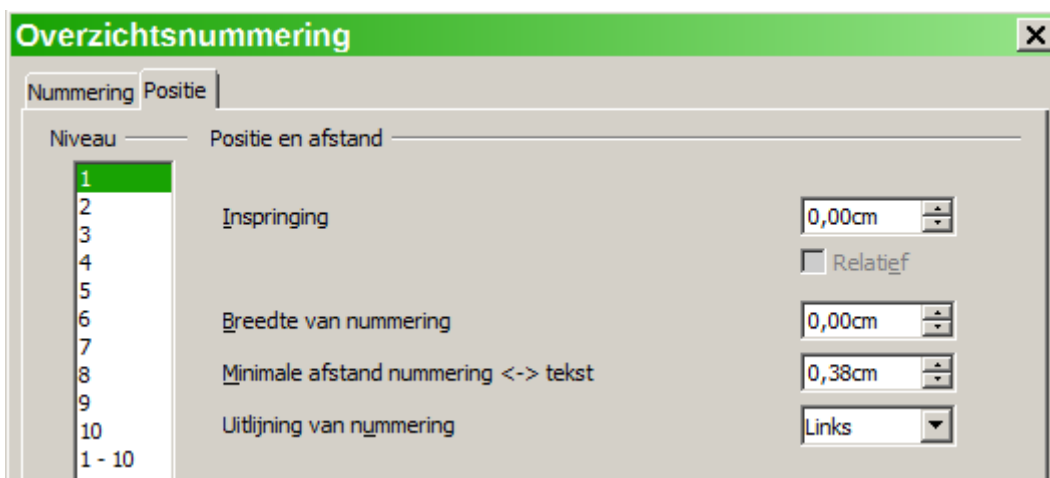 Overzichtsnummering
Nummering Positie
Niveau Positie en afstand
1
2
3
4
5
6
7
8
9
10
1 - 10
Inspringing 0,00cm
Relatief
Breedte van nummering 0,00cm
Minimale afstand nummering <-> tekst 0,38cm
Uitlijning van nummering Links